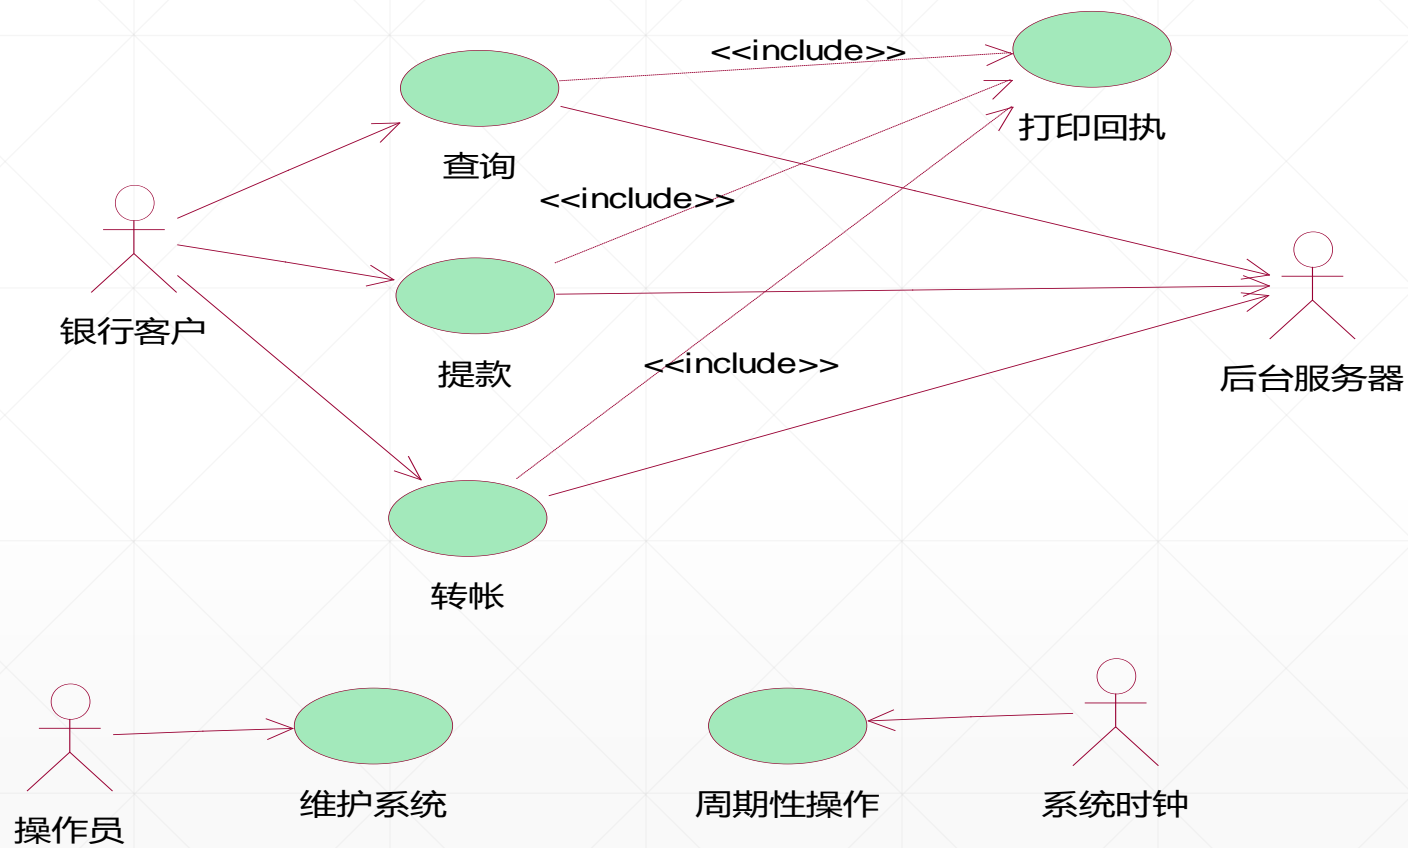 <<include>>
打印回执
查询
<<include>>
银行客户
提款
<<include>>
后台服务器
转帐
维护系统
周期性操作
系统时钟
操作员